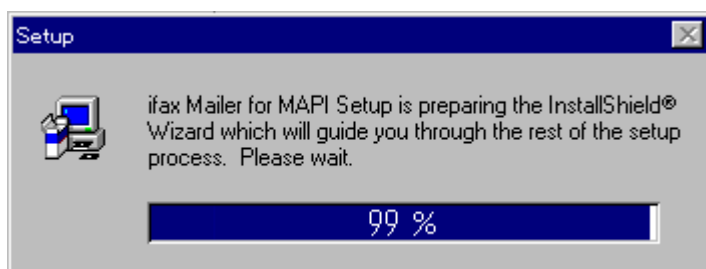 Setup
ifax Mailer for MAPI Setup is preparing the InstallShield®
Wizard which will guide you through the rest of the setup
process.  Please wait.
99 %